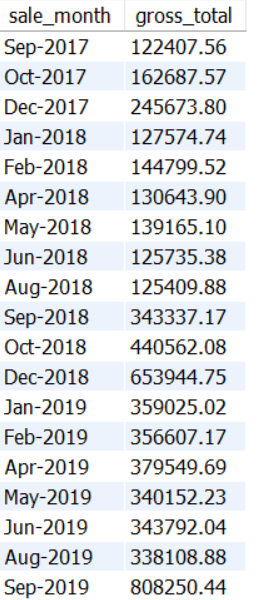 sale_month gross_total
Sep-2017 122407.56
Oct-2017 162687.57
Dec-2017 245673.80
Jan-2018 127574.74
Feb-2018 144799.52
Apr-2018 130643.90
May-2018 139165.10
Jun-2018 125735.38
Aug-2018 125409.88
Sep-2018 343337.17
Oct-2018 440562.08
Dec-2018 653944.75
Jan-2019 359025.02
Feb-2019 356607.17
Apr-2019 379549.69
May-2019 340152.23
Jun-2019 343792.04
Aug-2019 338108.88
Sep-2019 808250.44